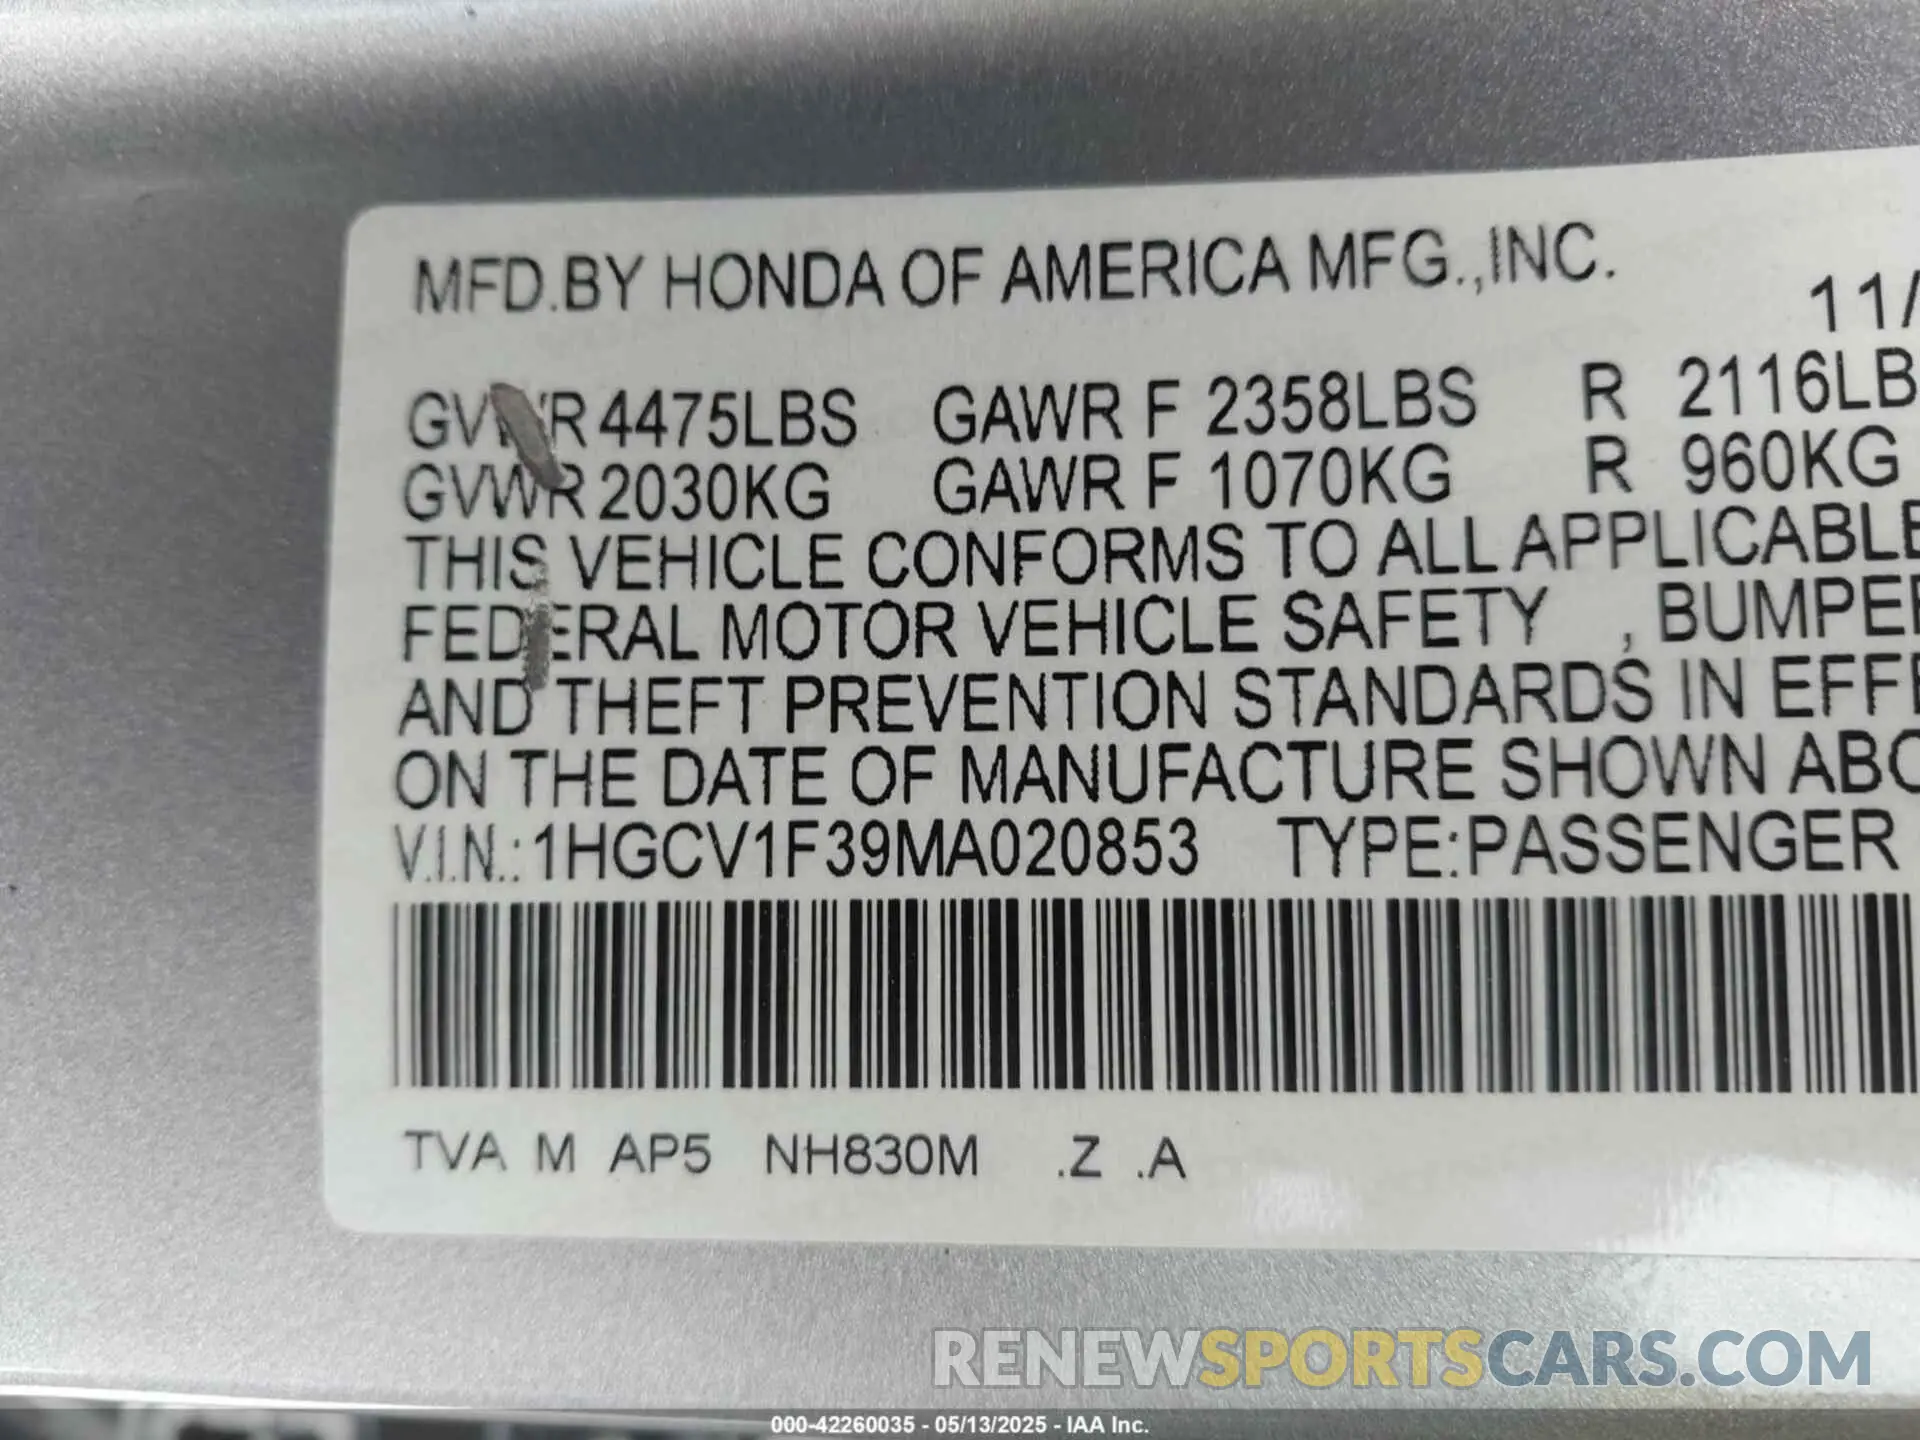 MFD.BY HONDA OF AMERICA MFG.,INC.
11/
GVWR 4475LBS GAWR F 2358LBS R 2116LB
GVWR 2030KG GAWR F 1070KG R 960KG
THIS VEHICLE CONFORMS TO ALL APPLICABLE
FEDERAL MOTOR VEHICLE SAFETY , BUMPER
AND THEFT PREVENTION STANDARDS IN EFFE
ON THE DATE OF MANUFACTURE SHOWN ABO
V.I.N.: 1HGCV1F39MA020853 TYPE:PASSENGER
TVA M AP5 NH830M .Z .A
RENEWSPORTSCARS.COM
000-42260035 - 05/13/2025 - IAA Inc.